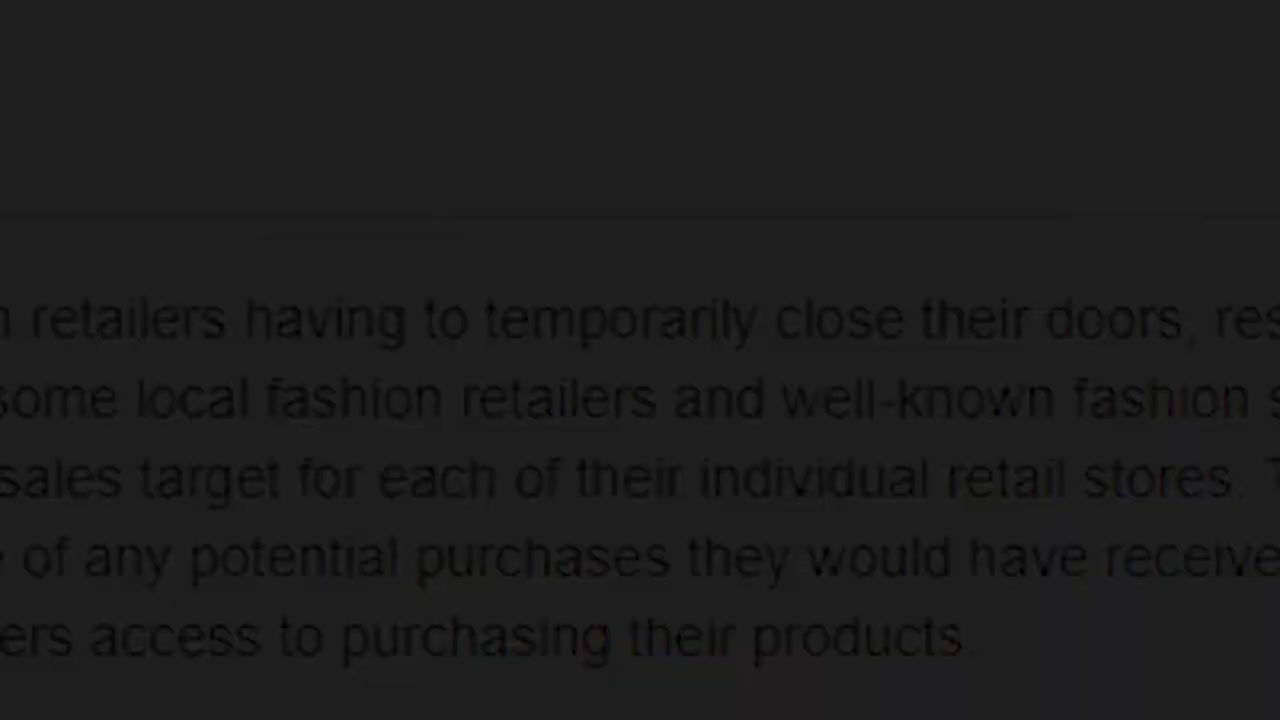 retailers having to temporarily close their doors, res
some local fashion retailers and well-known fashion s
sales target for each of their individual retail stores. T
of any potential purchases they would have receive
ers access to purchasing their products.